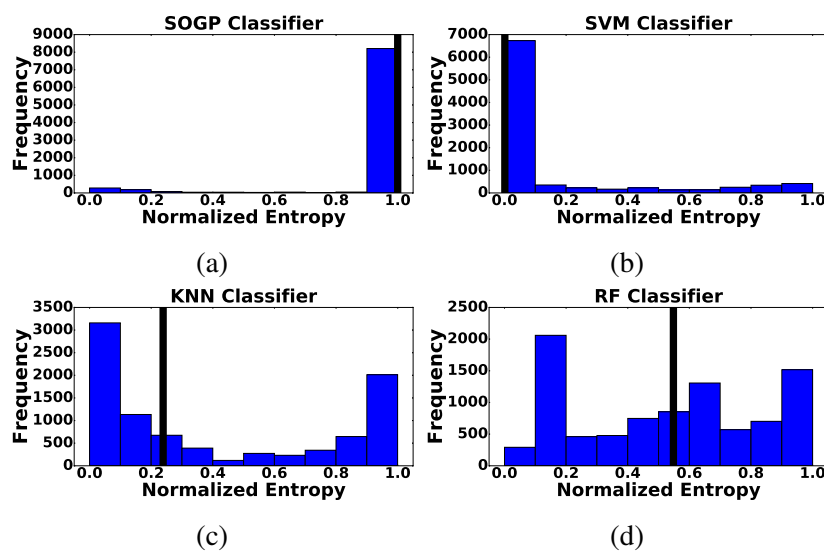 SOGP Classifier
9000
8000
7000
6000
5000
4000
3000
2000
1000
0
Frequency
0.0 0.2 0.4 0.6 0.8 1.0
Normalized Entropy
(a)
SVM Classifier
7000
6000
5000
4000
3000
2000
1000
0
Frequency
0.0 0.2 0.4 0.6 0.8 1.0
Normalized Entropy
(b)
KNN Classifier
3500
3000
2500
2000
1500
1000
500
0
Frequency
0.0 0.2 0.4 0.6 0.8 1.0
Normalized Entropy
(c)
RF Classifier
2500
2000
1500
1000
500
0
Frequency
0.0 0.2 0.4 0.6 0.8 1.0
Normalized Entropy
(d)